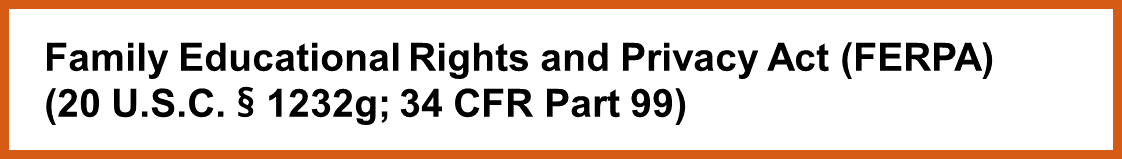 Family Educational Rights and Privacy Act (FERPA)
(20 U.S.C. § 1232g; 34 CFR Part 99)